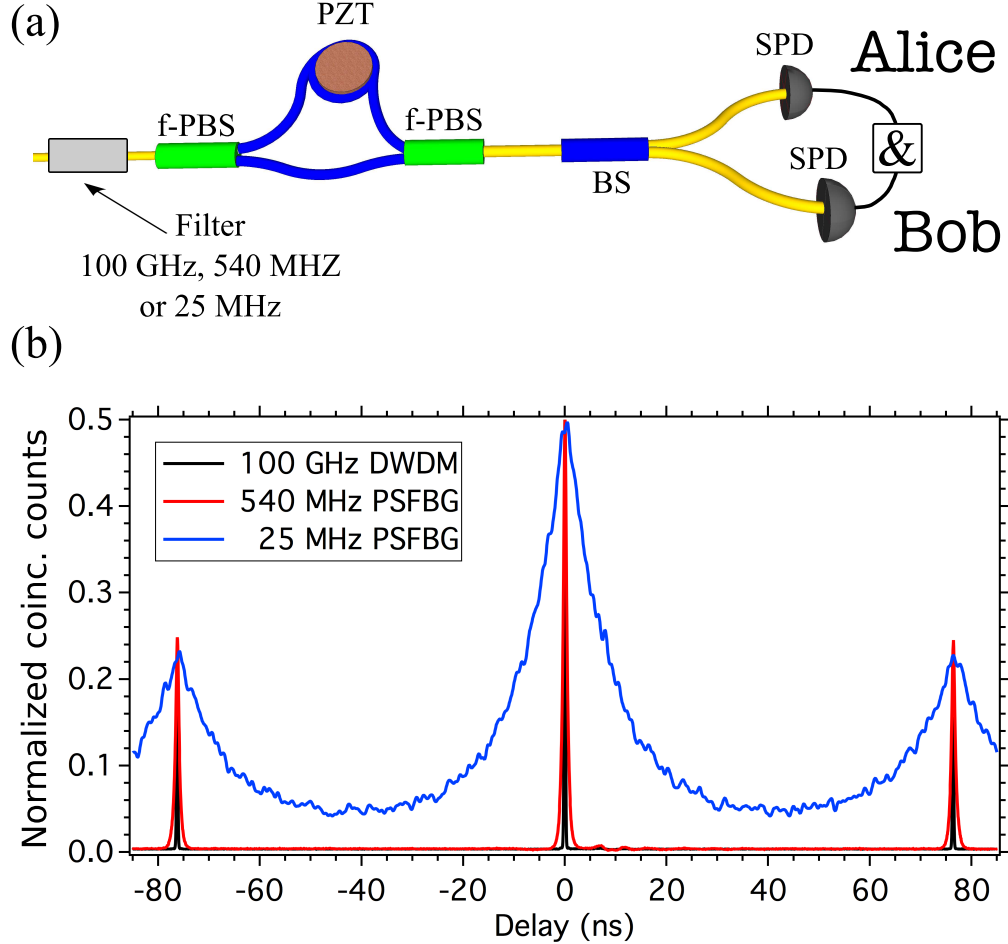 (a)
PZT
f-PBS
f-PBS
SPD
Alice
&
BS
SPD
Bob
Filter
100 GHz, 540 MHZ
or 25 MHz
(b)
Normalized coinc. counts
0.5
0.4
0.3
0.2
0.1
0.0
100 GHz DWDM
540 MHz PSFBG
25 MHz PSFBG
-80 -60 -40 -20 0 20 40 60 80
Delay (ns)